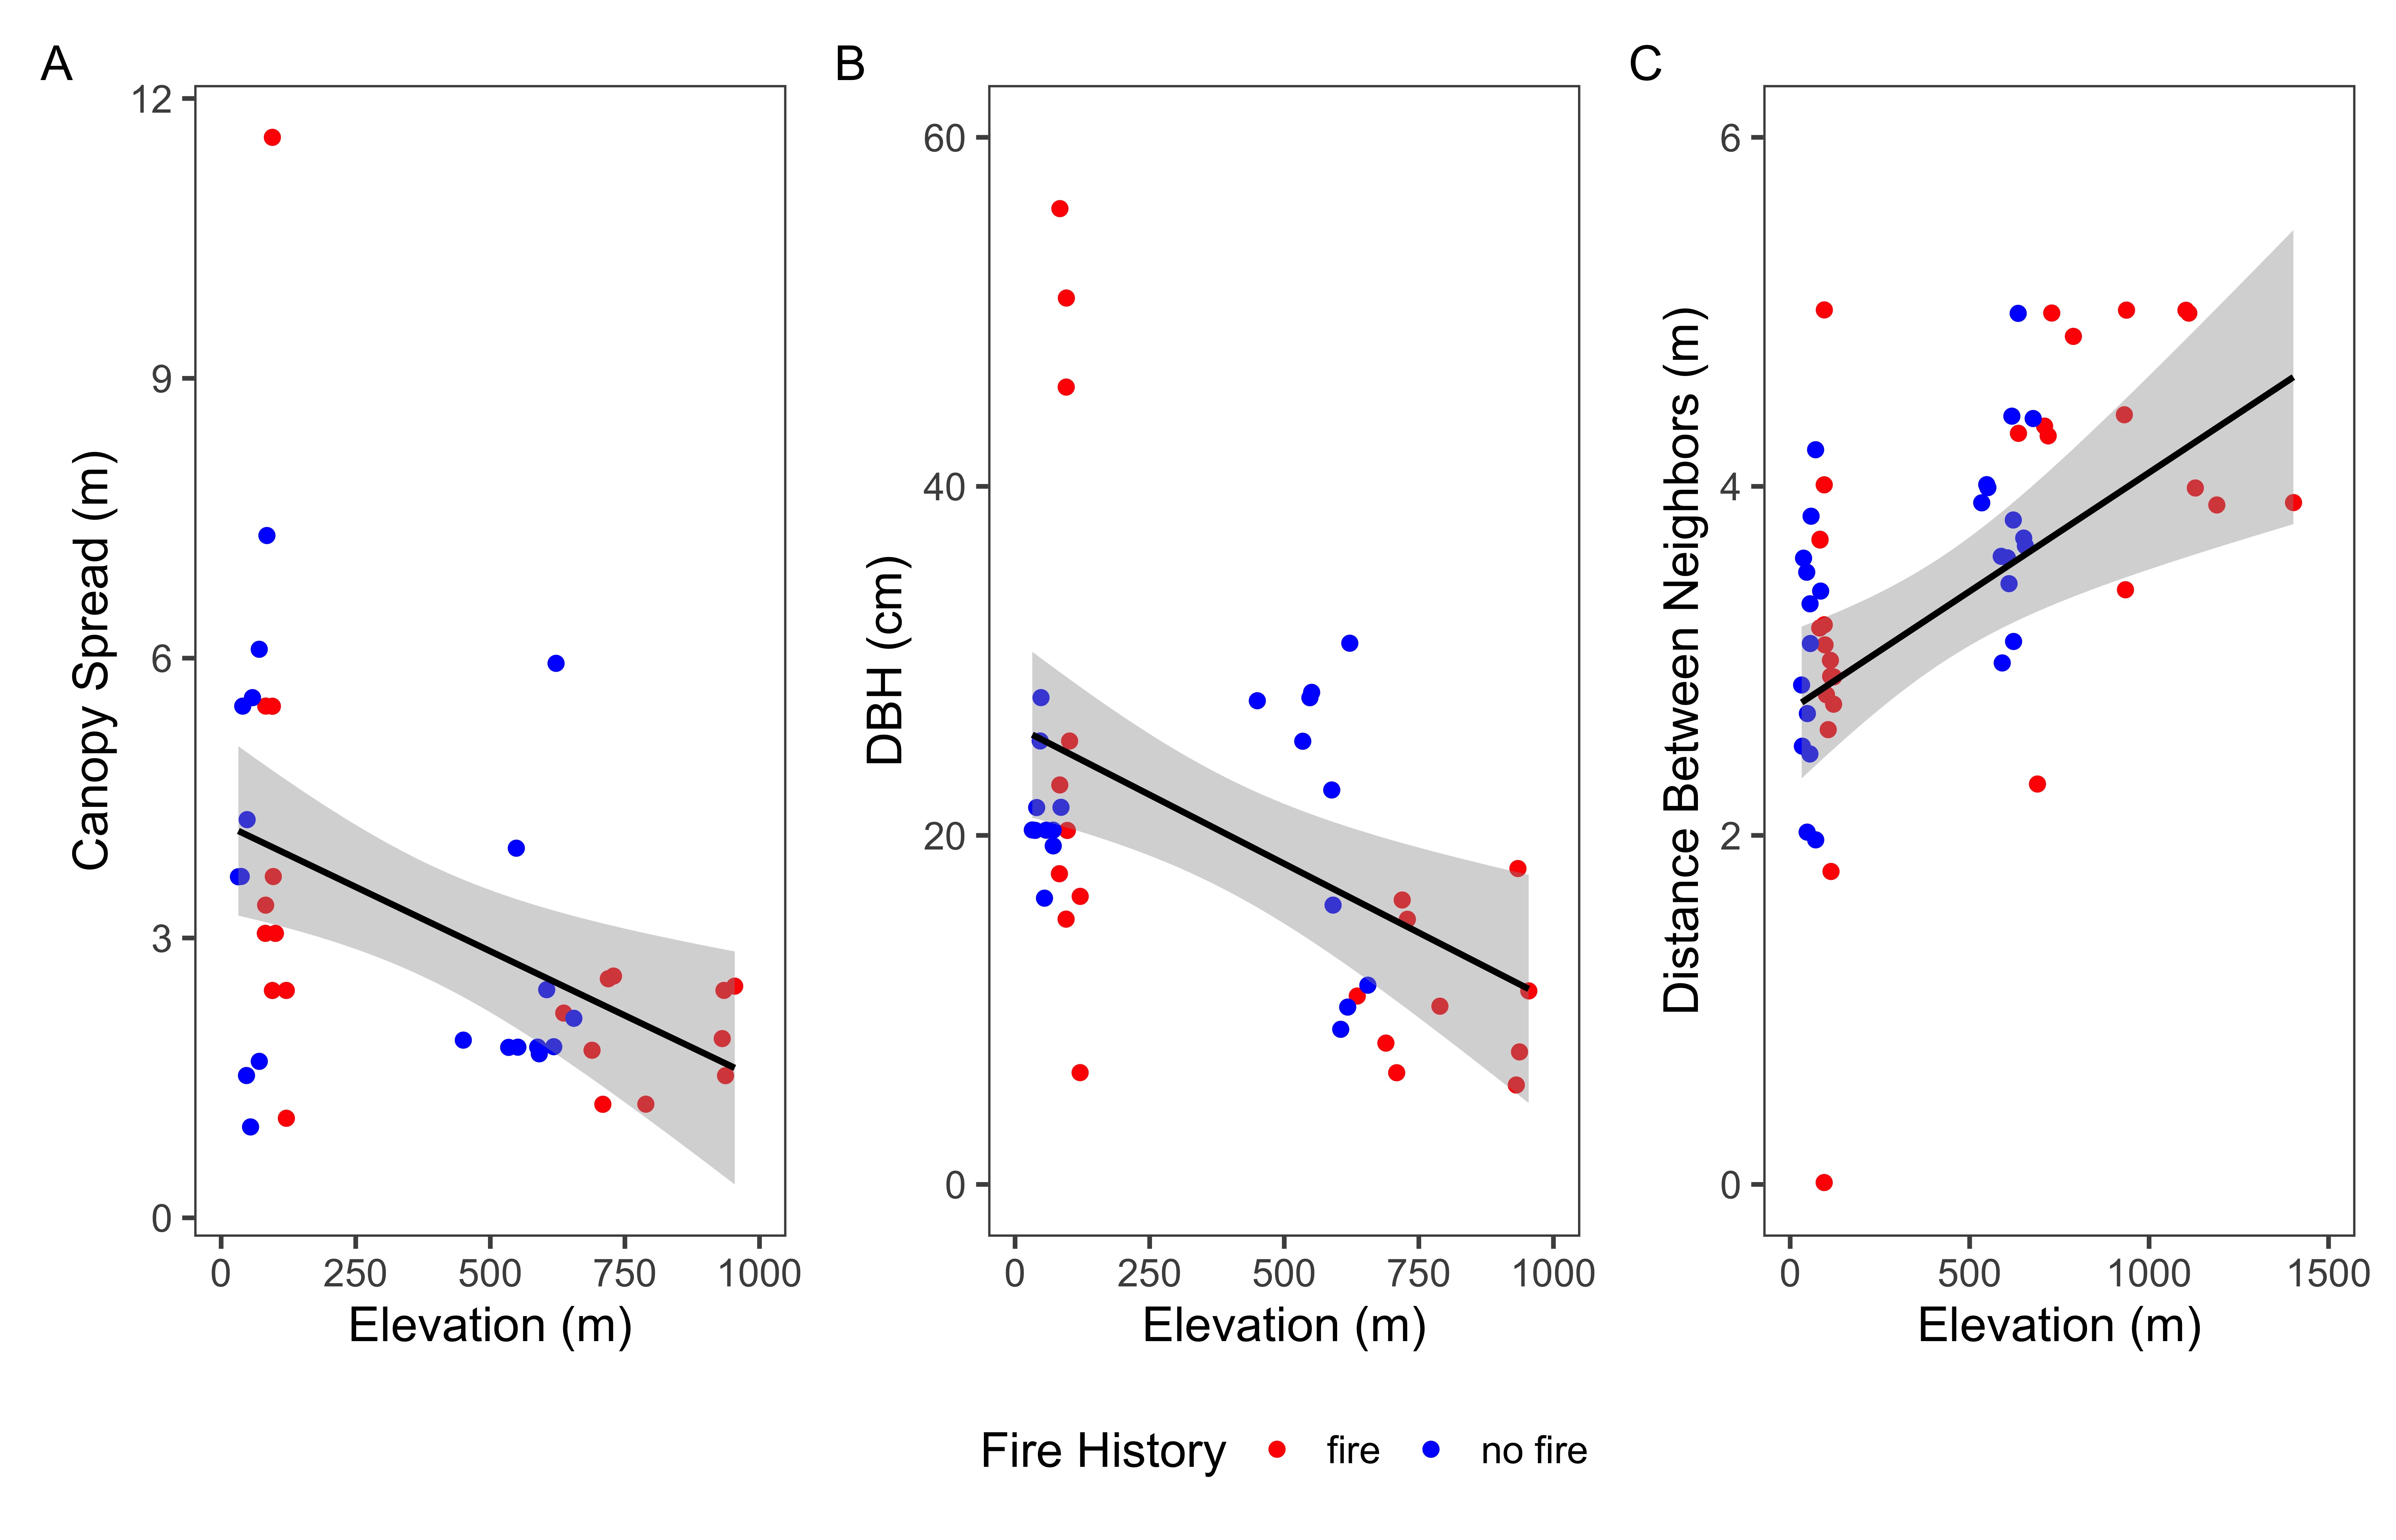 A
B
C
12
9
6
3
0
Canopy Spread (m)
0 250 500 750 1000
Elevation (m)
60
40
20
0
DBH (cm)
0 250 500 750 1000
Elevation (m)
6
4
2
0
Distance Between Neighbors (m)
0 500 1000 1500
Elevation (m)
Fire History fire no fire